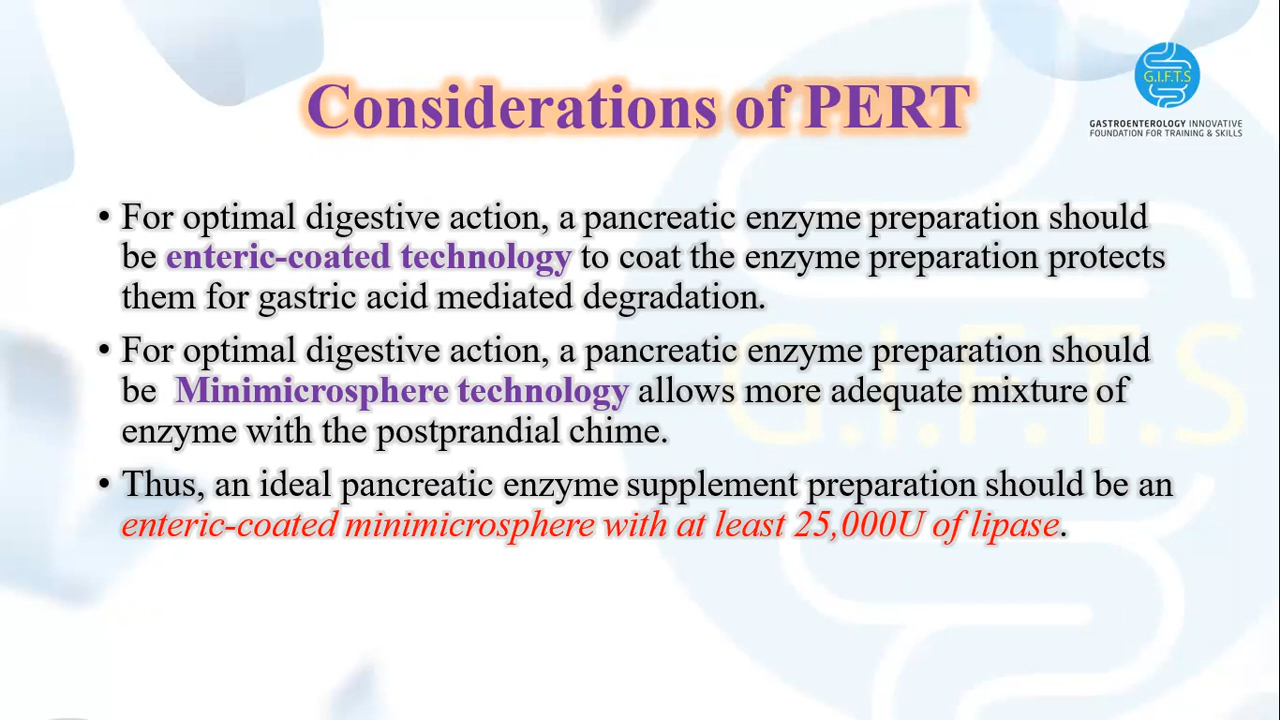 Considerations of PERT
G.I.F.T.S
GASTROENTEROLOGY INNOVATIVE
FOUNDATION FOR TRAINING & SKILLS
• For optimal digestive action, a pancreatic enzyme preparation should
be enteric-coated technology to coat the enzyme preparation protects
them for gastric acid mediated degradation.
• For optimal digestive action, a pancreatic enzyme preparation should
be Minimicrosphere technology allows more adequate mixture of
enzyme with the postprandial chime.
• Thus, an ideal pancreatic enzyme supplement preparation should be an
enteric-coated minimicrosphere with at least 25,000U of lipase.
G.I.F.T.S